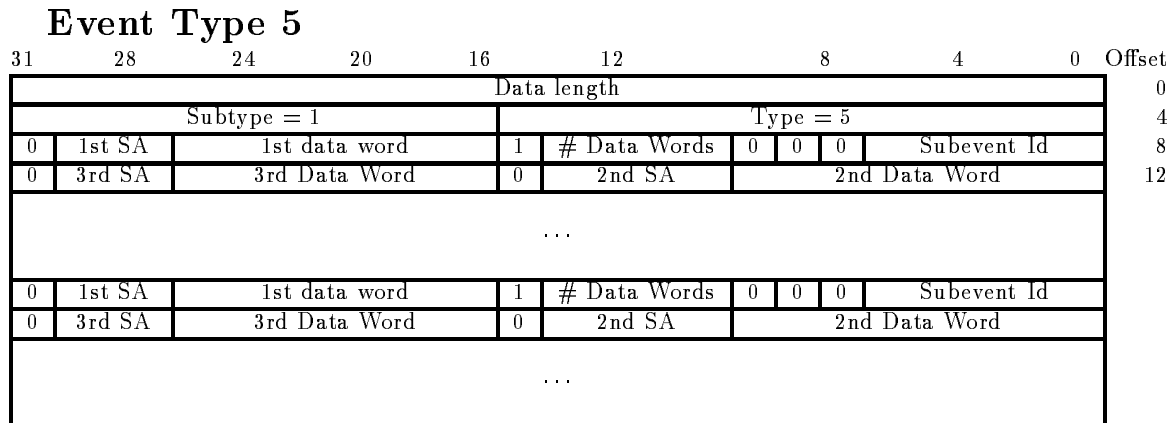 Event Type 5
31 28 24 20 16 12 8 4 0 Offset
Data length 0
Subtype = 1 Type = 5 4
0 1st SA 1st data word 1 # Data Words 0 0 0 Subevent Id 8
0 3rd SA 3rd Data Word 0 2nd SA 2nd Data Word 12
. . .
0 1st SA 1st data word 1 # Data Words 0 0 0 Subevent Id
0 3rd SA 3rd Data Word 0 2nd SA 2nd Data Word
. . .